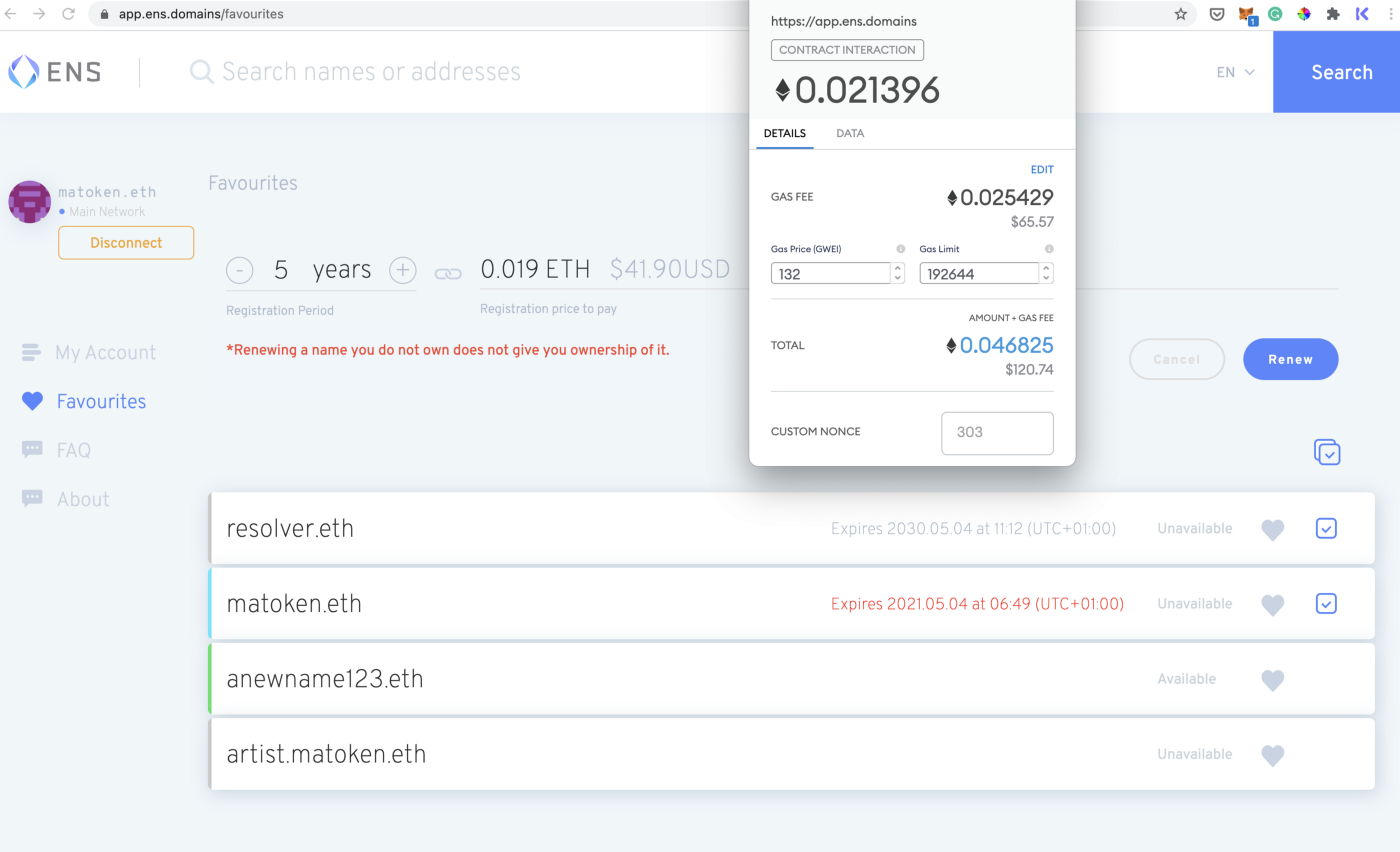 app.ens.domains/favourites
1
ENS
Search names or addresses
EN
Search
https://app.ens.domains
CONTRACT INTERACTION
0.021396
DETAILS
DATA
EDIT
GAS FEE
0.025429
$65.57
Gas Price (GWEI)
Gas Limit
132
192644
AMOUNT + GAS FEE
TOTAL
0.046825
$120.74
CUSTOM NONCE
303
matoken.eth
Main Network
Disconnect
My Account
Favourites
FAQ
About
Favourites
- 5 years +
0.019 ETH $41.90USD
Registration Period
Registration price to pay
*Renewing a name you do not own does not give you ownership of it.
Cancel
Renew
resolver.eth
Expires 2030.05.04 at 11:12 (UTC+01:00)
Unavailable
matoken.eth
Expires 2021.05.04 at 06:49 (UTC+01:00)
Unavailable
anewname123.eth
Available
artist.matoken.eth
Unavailable